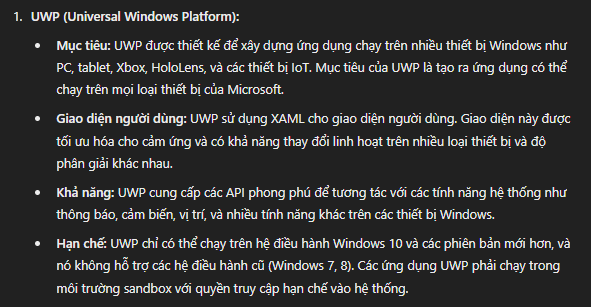 1. UWP (Universal Windows Platform):
• Mục tiêu: UWP được thiết kế để xây dựng ứng dụng chạy trên nhiều thiết bị Windows như
PC, tablet, Xbox, HoloLens, và các thiết bị IoT. Mục tiêu của UWP là tạo ra ứng dụng có thể
chạy trên mọi loại thiết bị của Microsoft.
• Giao diện người dùng: UWP sử dụng XAML cho giao diện người dùng. Giao diện này được
tối ưu hóa cho cảm ứng và có khả năng thay đổi linh hoạt trên nhiều loại thiết bị và độ
phân giải khác nhau.
• Khả năng: UWP cung cấp các API phong phú để tương tác với các tính năng hệ thống như
thông báo, cảm biến, vị trí, và nhiều tính năng khác trên các thiết bị Windows.
• Hạn chế: UWP chỉ có thể chạy trên hệ điều hành Windows 10 và các phiên bản mới hơn, và
nó không hỗ trợ các hệ điều hành cũ (Windows 7, 8). Các ứng dụng UWP phải chạy trong
môi trường sandbox với quyền truy cập hạn chế vào hệ thống.